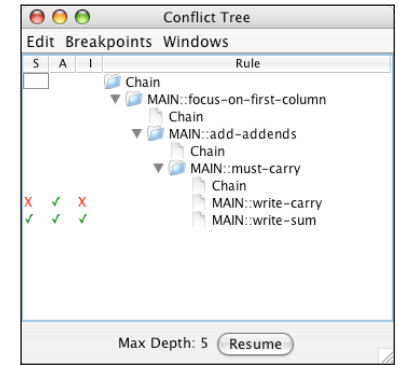 Conflict Tree
Edit Breakpoints Windows
S A I Rule
Chain
MAIN::focus-on-first-column
Chain
MAIN::add-addends
Chain
MAIN::must-carry
Chain
X ✓ X MAIN::write-carry
✓ ✓ ✓ MAIN::write-sum
Max Depth: 5 Resume